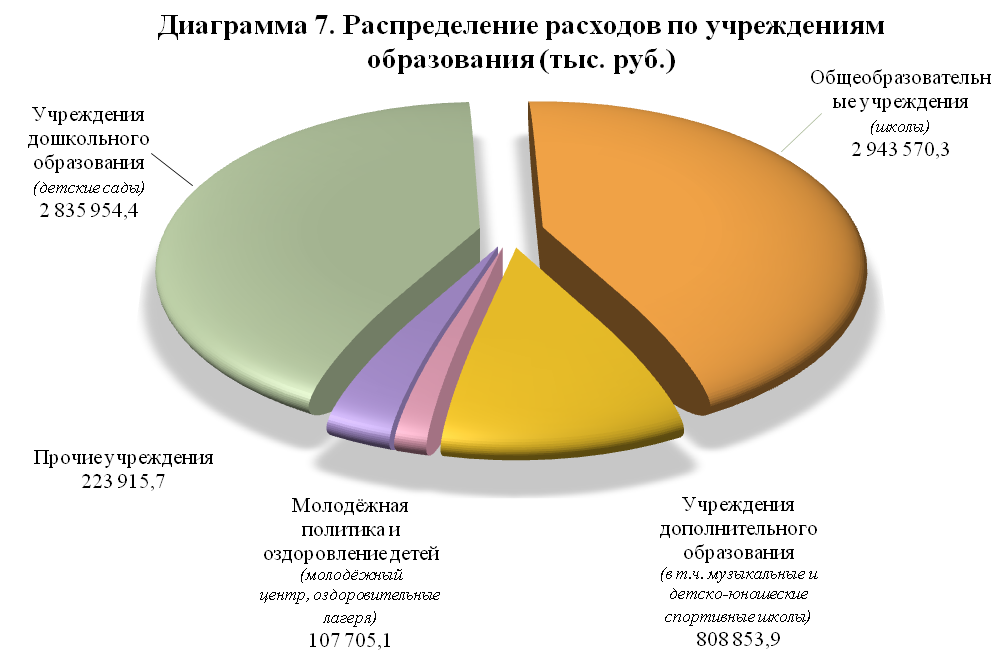 Диаграмма 7. Распределение расходов по учреждениям
образования (тыс. руб.)
Общеобразовательн
ые учреждения
(школы)
2 943 570,3
Учреждения
дошкольного
образования
(детские сады)
2 835 954,4
Прочие учреждения
223 915,7
Молодёжная
политика и
оздоровление детей
(молодёжный
центр, оздоровительные
лагеря)
107 705,1
Учреждения
дополнительного
образования
(в т.ч. музыкальные и
детско-юношеские
спортивные школы)
808 853,9